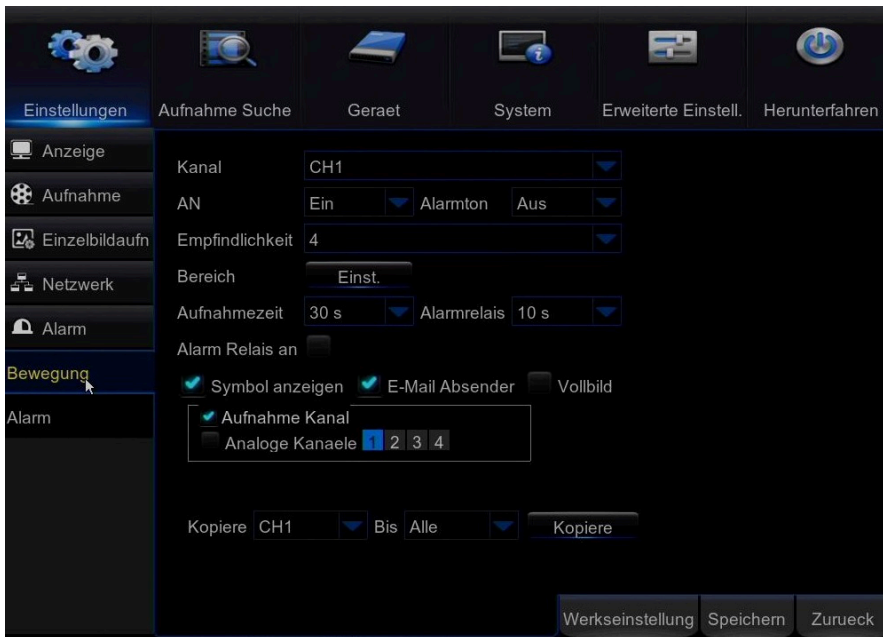 Einstellungen
Aufnahme Suche
Geraet
System
Erweiterte Einstell.
Herunterfahren
Anzeige
Aufnahme
Einzelbildaufn
Netzwerk
Alarm
Bewegung
Alarm
Kanal CH1
AN Ein Alarmton Aus
Empfindlichkeit 4
Bereich Einst.
Aufnahmezeit 30 s Alarmrelais 10 s
Alarm Relais an
Symbol anzeigen E-Mail Absender Vollbild
Aufnahme Kanal
Analoge Kanaele 1 2 3 4
Kopiere CH1 Bis Alle Kopiere
Werkseinstellung Speichern Zurueck